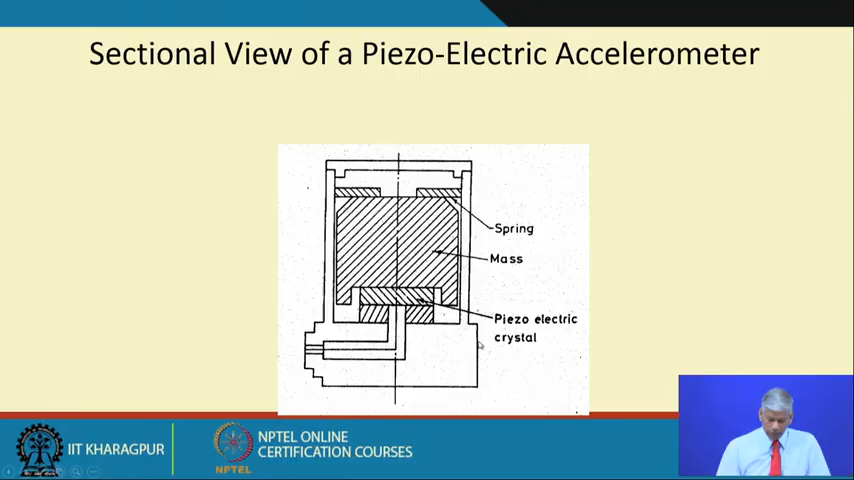 Sectional View of a Piezo-Electric Accelerometer
Spring
Mass
Piezo electric
crystal
IIT KHARAGPUR
NPTEL
NPTEL ONLINE
CERTIFICATION COURSES